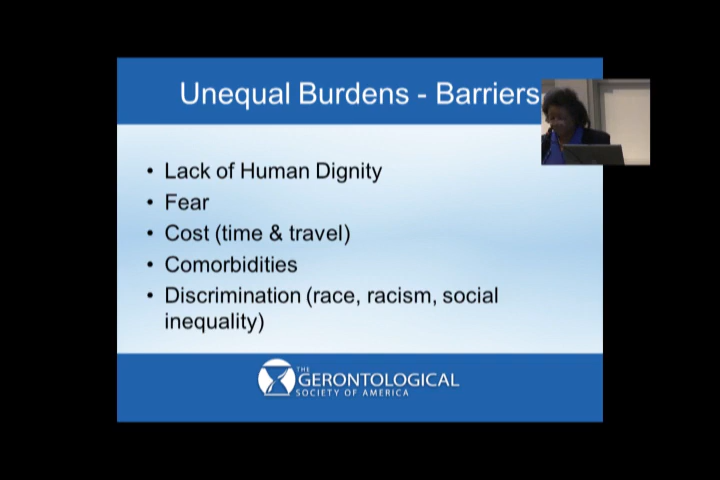 Unequal Burdens - Barriers
• Lack of Human Dignity
• Fear
• Cost (time & travel)
• Comorbidities
• Discrimination (race, racism, social
inequality)
THE
GERONTOLOGICAL
SOCIETY OF AMERICA